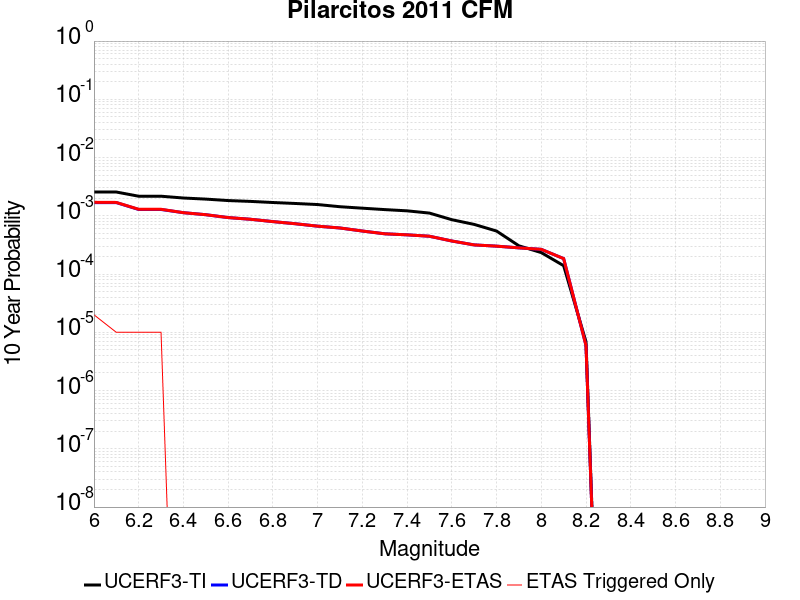 Pilarcitos 2011 CFM
10 Year Probability
10^0
10^-1
10^-2
10^-3
10^-4
10^-5
10^-6
10^-7
10^-8
6 6.2 6.4 6.6 6.8 7 7.2 7.4 7.6 7.8 8 8.2 8.4 8.6 8.8 9
Magnitude
UCERF3-TI UCERF3-TD UCERF3-ETAS ETAS Triggered Only